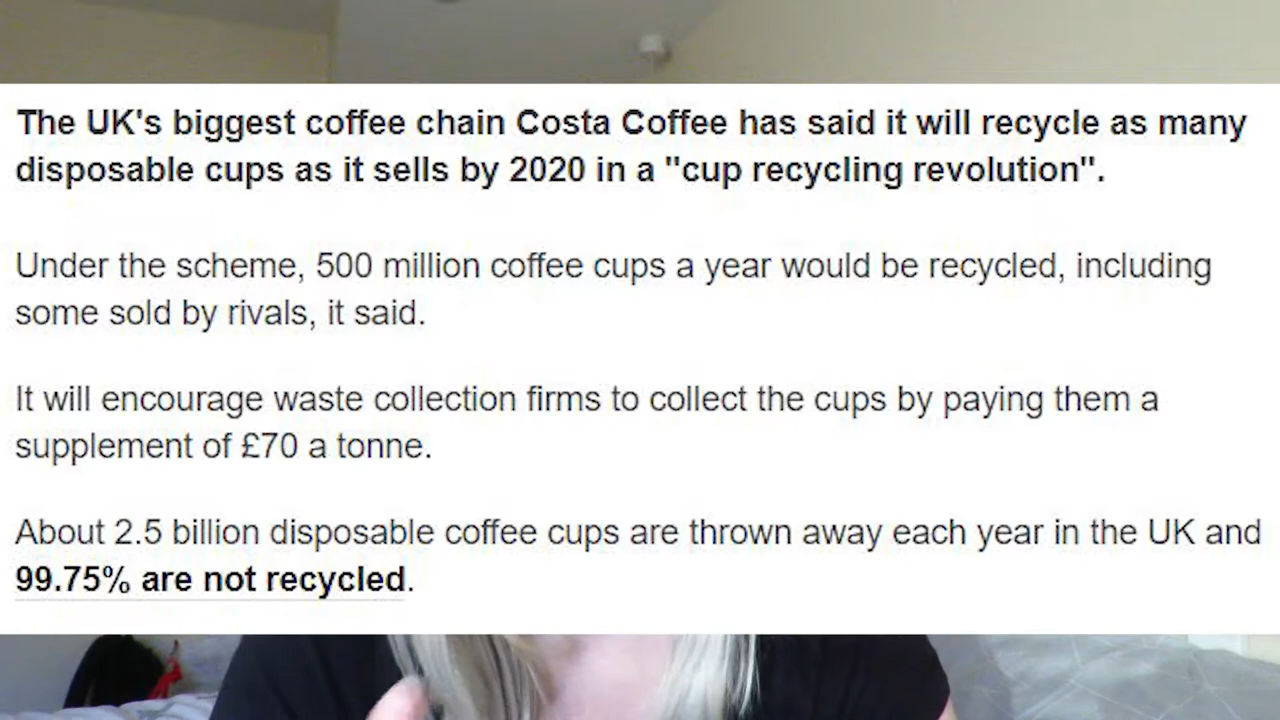 The UK's biggest coffee chain Costa Coffee has said it will recycle as many
disposable cups as it sells by 2020 in a "cup recycling revolution".
Under the scheme, 500 million coffee cups a year would be recycled, including
some sold by rivals, it said.
It will encourage waste collection firms to collect the cups by paying them a
supplement of £70 a tonne.
About 2.5 billion disposable coffee cups are thrown away each year in the UK and
99.75% are not recycled.